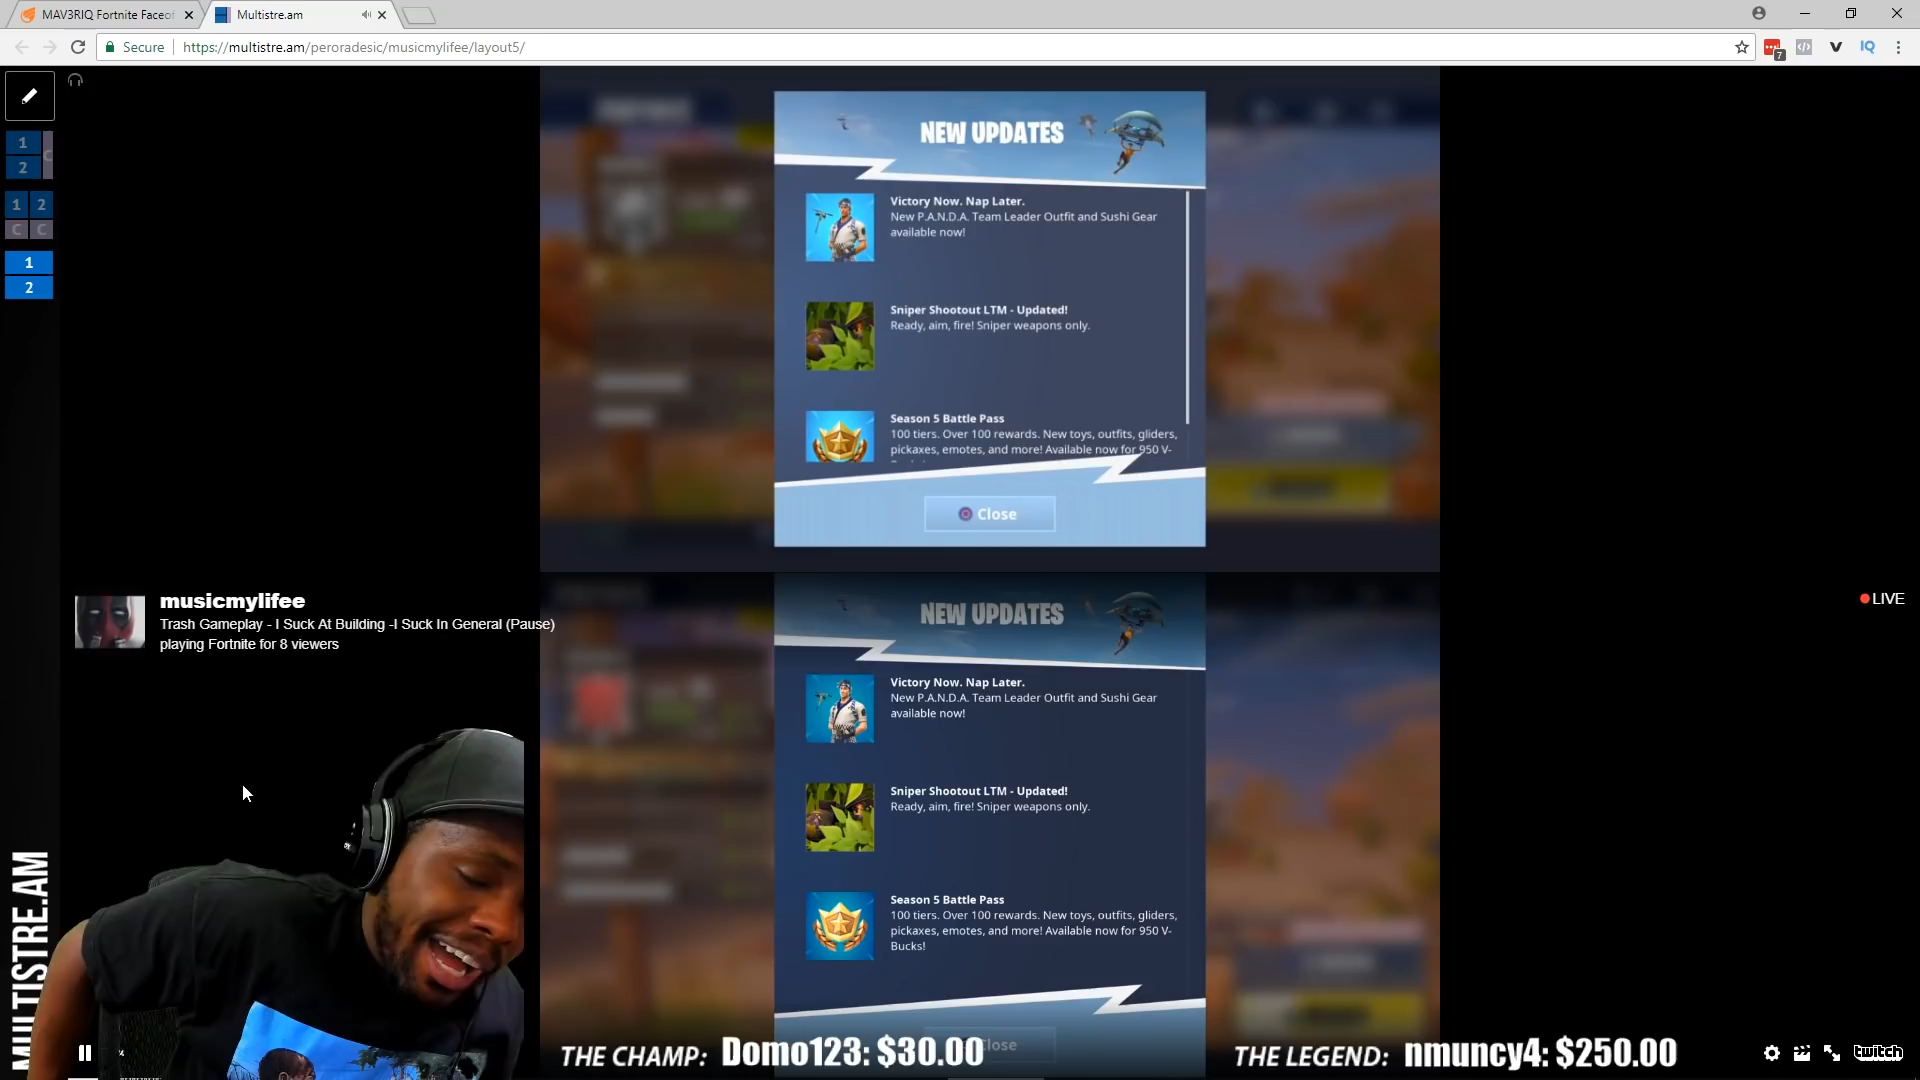 MAV3RIQ Fortnite Faceof
Multistre.am
Secure
https://multistre.am/peroradesic/musicmylifee/layout5/
7
IQ
1
2
C
1 2
C C
1
2
NEW UPDATES
Victory Now. Nap Later.
New P.A.N.D.A. Team Leader Outfit and Sushi Gear
available now!
Sniper Shootout LTM - Updated!
Ready, aim, fire! Sniper weapons only.
Season 5 Battle Pass
100 tiers. Over 100 rewards. New toys, outfits, gliders,
pickaxes, emotes, and more! Available now for 950 V-
Close
musicmylifee
Trash Gameplay - I Suck At Building -I Suck In General (Pause)
playing Fortnite for 8 viewers
LIVE
NEW UPDATES
Victory Now. Nap Later.
New P.A.N.D.A. Team Leader Outfit and Sushi Gear
available now!
Sniper Shootout LTM - Updated!
Ready, aim, fire! Sniper weapons only.
Season 5 Battle Pass
100 tiers. Over 100 rewards. New toys, outfits, gliders,
pickaxes, emotes, and more! Available now for 950 V-
Bucks!
MULTISTRE.AM
THE CHAMP: Domo123: $30.00
THE LEGEND: nmuncy4: $250.00
twitch